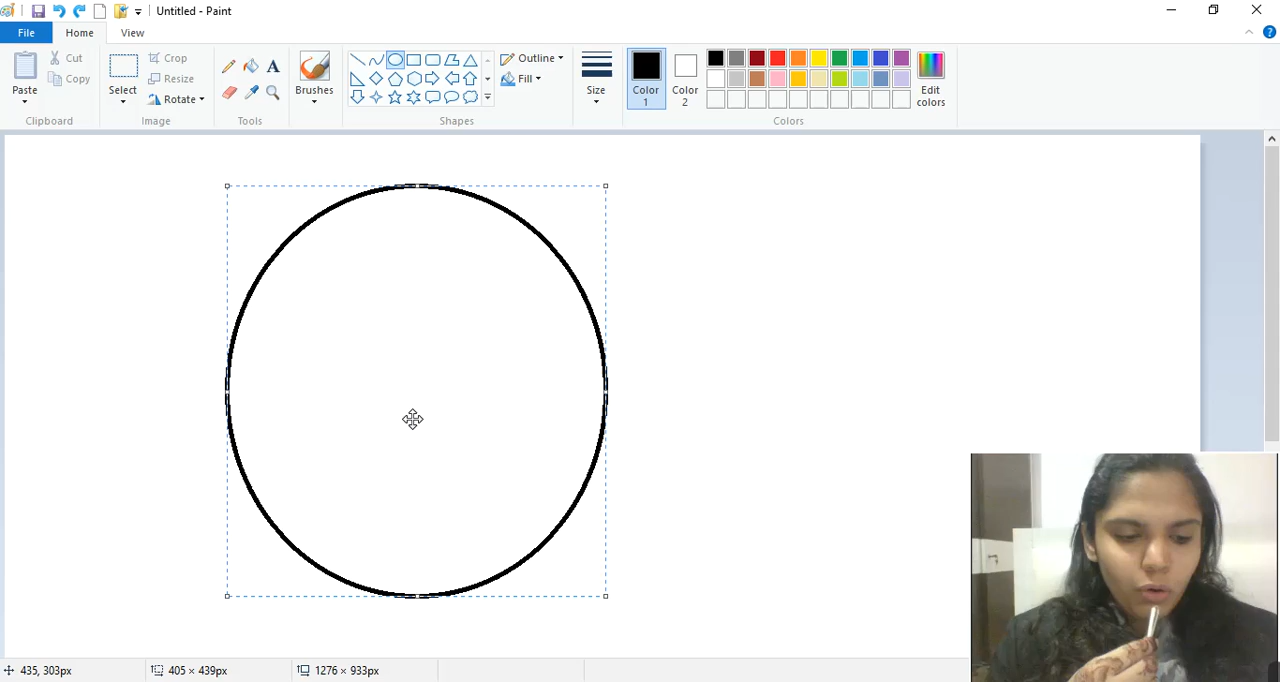 Untitled - Paint
File
Home
View
Paste
Cut
Copy
Clipboard
Select
Crop
Resize
Rotate
Image
Tools
Brushes
Shapes
Outline
Fill
Size
Color 1
Color 2
Edit colors
Colors
435, 303px
405 × 439px
1276 × 933px